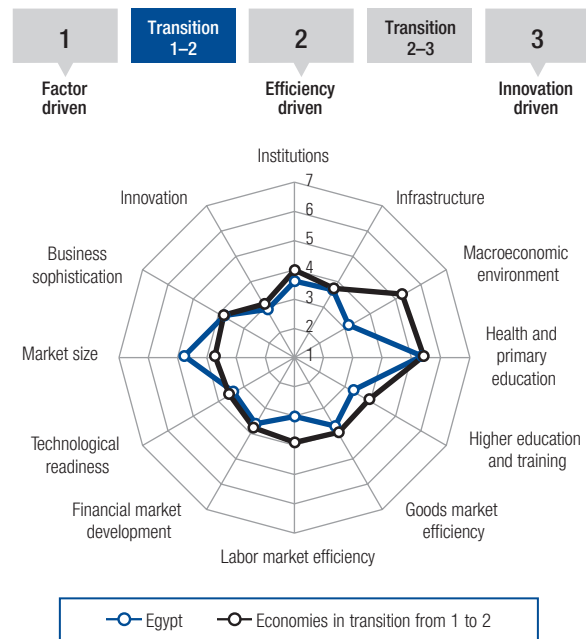 1
Transition
1–2
2
Transition
2–3
3
Factor
driven
Efficiency
driven
Innovation
driven
Institutions
Infrastructure
Macroeconomic
environment
Health and
primary
education
Higher education
and training
Goods market
efficiency
Labor market efficiency
Financial market
development
Technological
readiness
Market size
Business
sophistication
Innovation
7
6
5
4
3
2
1
Egypt
Economies in transition from 1 to 2